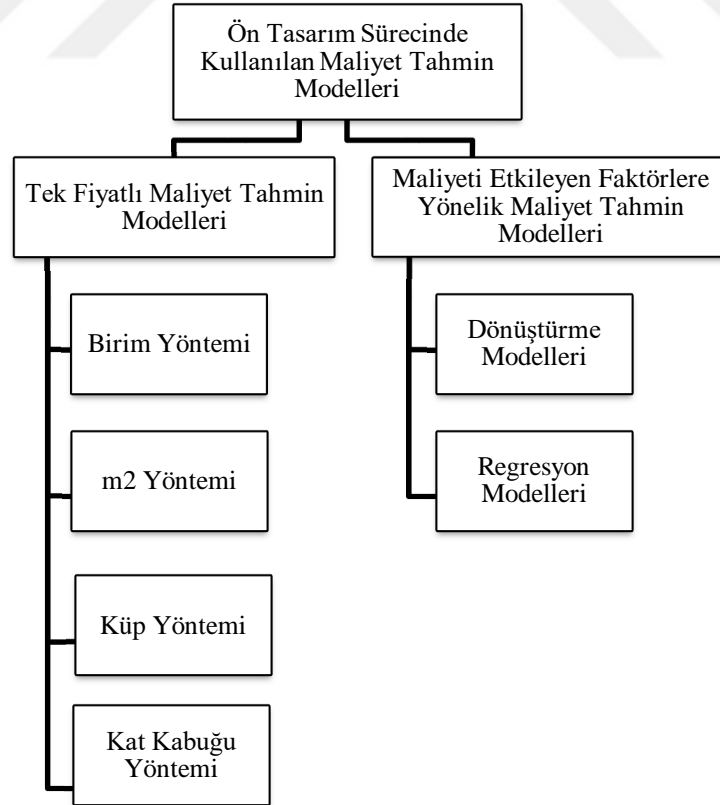 Ön Tasarım Sürecinde
Kullanılan Maliyet Tahmin
Modelleri
Tek Fiyatlı Maliyet Tahmin
Modelleri
Birim Yöntemi
m2 Yöntemi
Küp Yöntemi
Kat Kabuğu
Yöntemi
Maliyeti Etkileyen Faktörlere
Yönelik Maliyet Tahmin
Modelleri
Dönüştürme
Modelleri
Regresyon
Modelleri